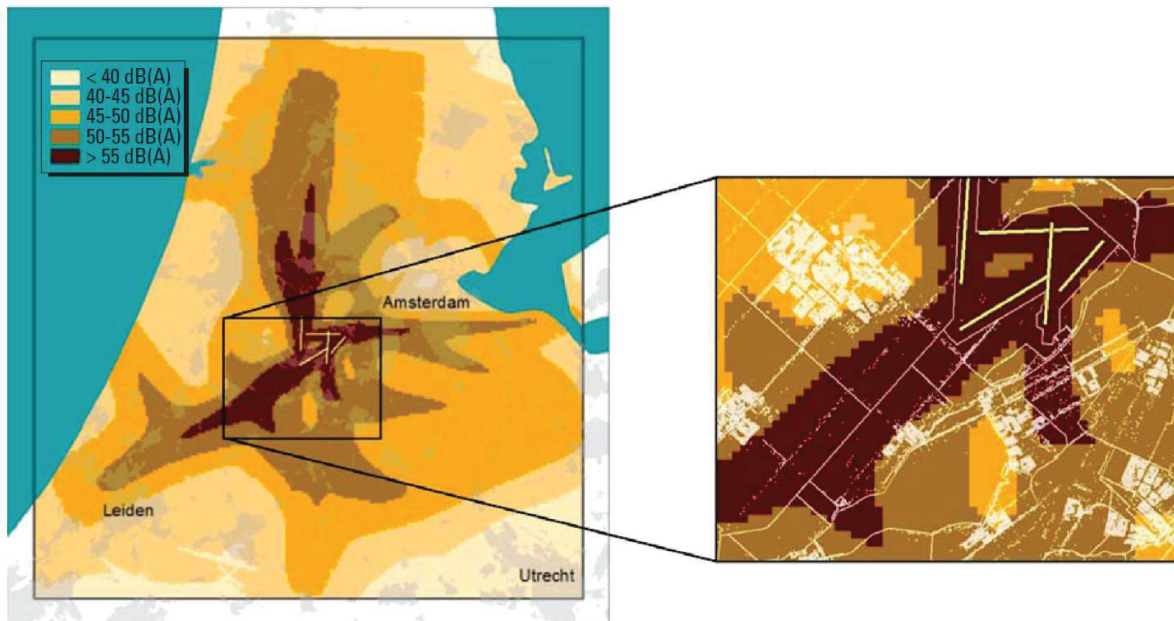 < 40 dB(A)
40-45 dB(A)
45-50 dB(A)
50-55 dB(A)
> 55 dB(A)
Amsterdam
Leiden
Utrecht